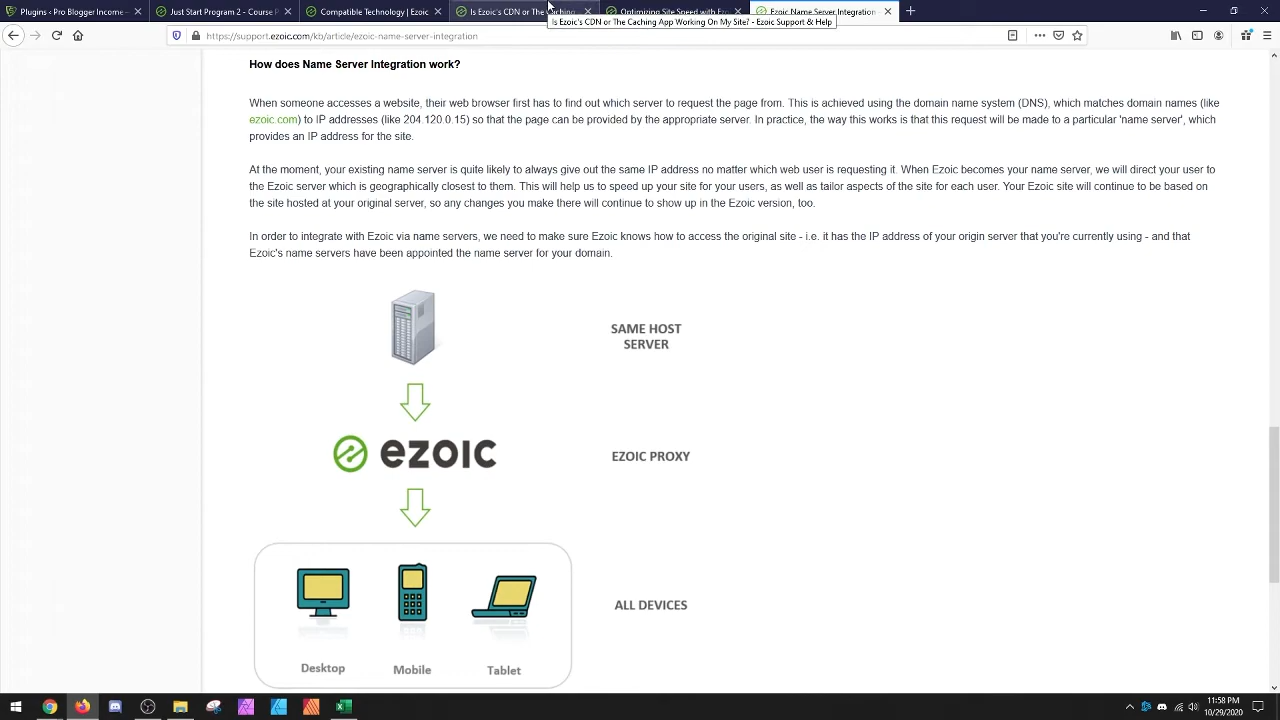 Plugins ‹ Pro Blogger Income —
Just Start Program 2 - Course P
Compatible Technology | Ezoic
Is Ezoic's CDN or The Caching
Optimizing Site Speed with Ez
Ezoic Name Server Integration -
Is Ezoic's CDN or The Caching App Working On My Site? - Ezoic Support & Help
https://support.ezoic.com/kb/article/ezoic-name-server-integration
How does Name Server Integration work?
When someone accesses a website, their web browser first has to find out which server to request the page from. This is achieved using the domain name system (DNS), which matches domain names (like
ezoic.com) to IP addresses (like 204.120.0.15) so that the page can be provided by the appropriate server. In practice, the way this works is that this request will be made to a particular 'name server', which
provides an IP address for the site.
At the moment, your existing name server is quite likely to always give out the same IP address no matter which web user is requesting it. When Ezoic becomes your name server, we will direct your user to
the Ezoic server which is geographically closest to them. This will help us to speed up your site for your users, as well as tailor aspects of the site for each user. Your Ezoic site will continue to be based on
the site hosted at your original server, so any changes you make there will continue to show up in the Ezoic version, too.
In order to integrate with Ezoic via name servers, we need to make sure Ezoic knows how to access the original site - i.e. it has the IP address of your origin server that you're currently using - and that
Ezoic's name servers have been appointed the name server for your domain.
SAME HOST
SERVER
ezoic
EZOIC PROXY
ALL DEVICES
Desktop
Mobile
Tablet
11:58 PM
10/29/2020